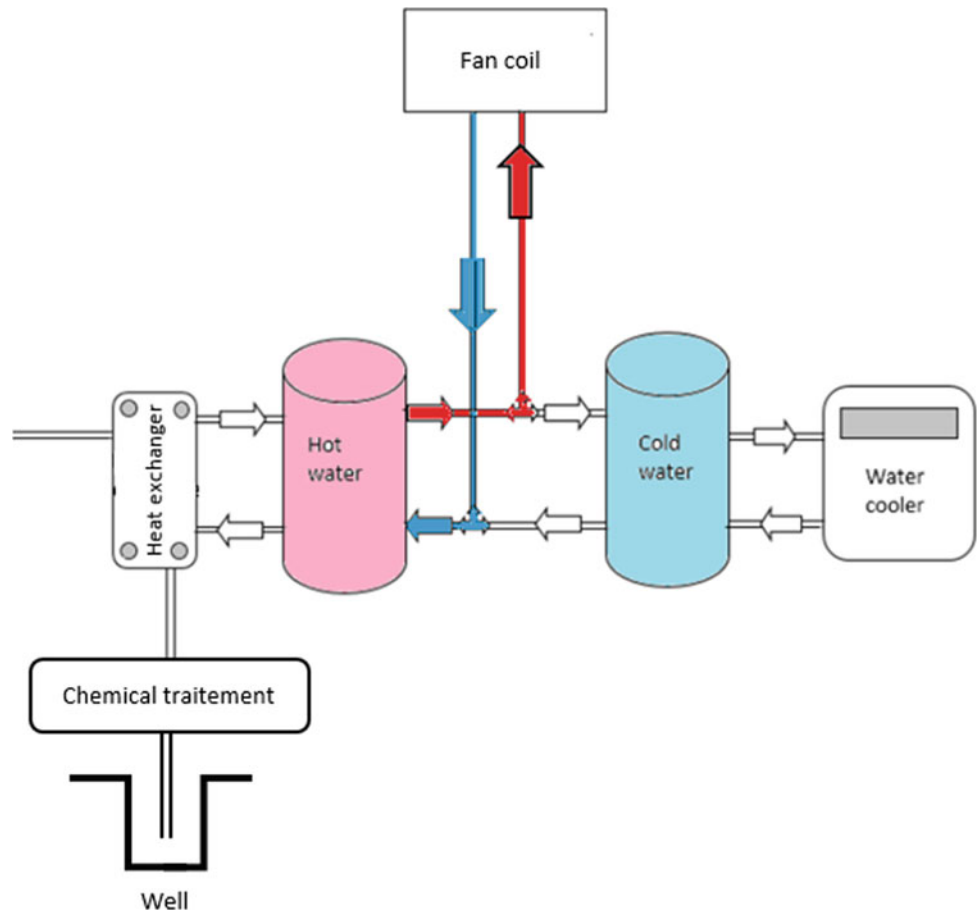 Fan coil
Heat exchanger
Hot
water
Cold
water
Water
cooler
Chemical traitement
Well